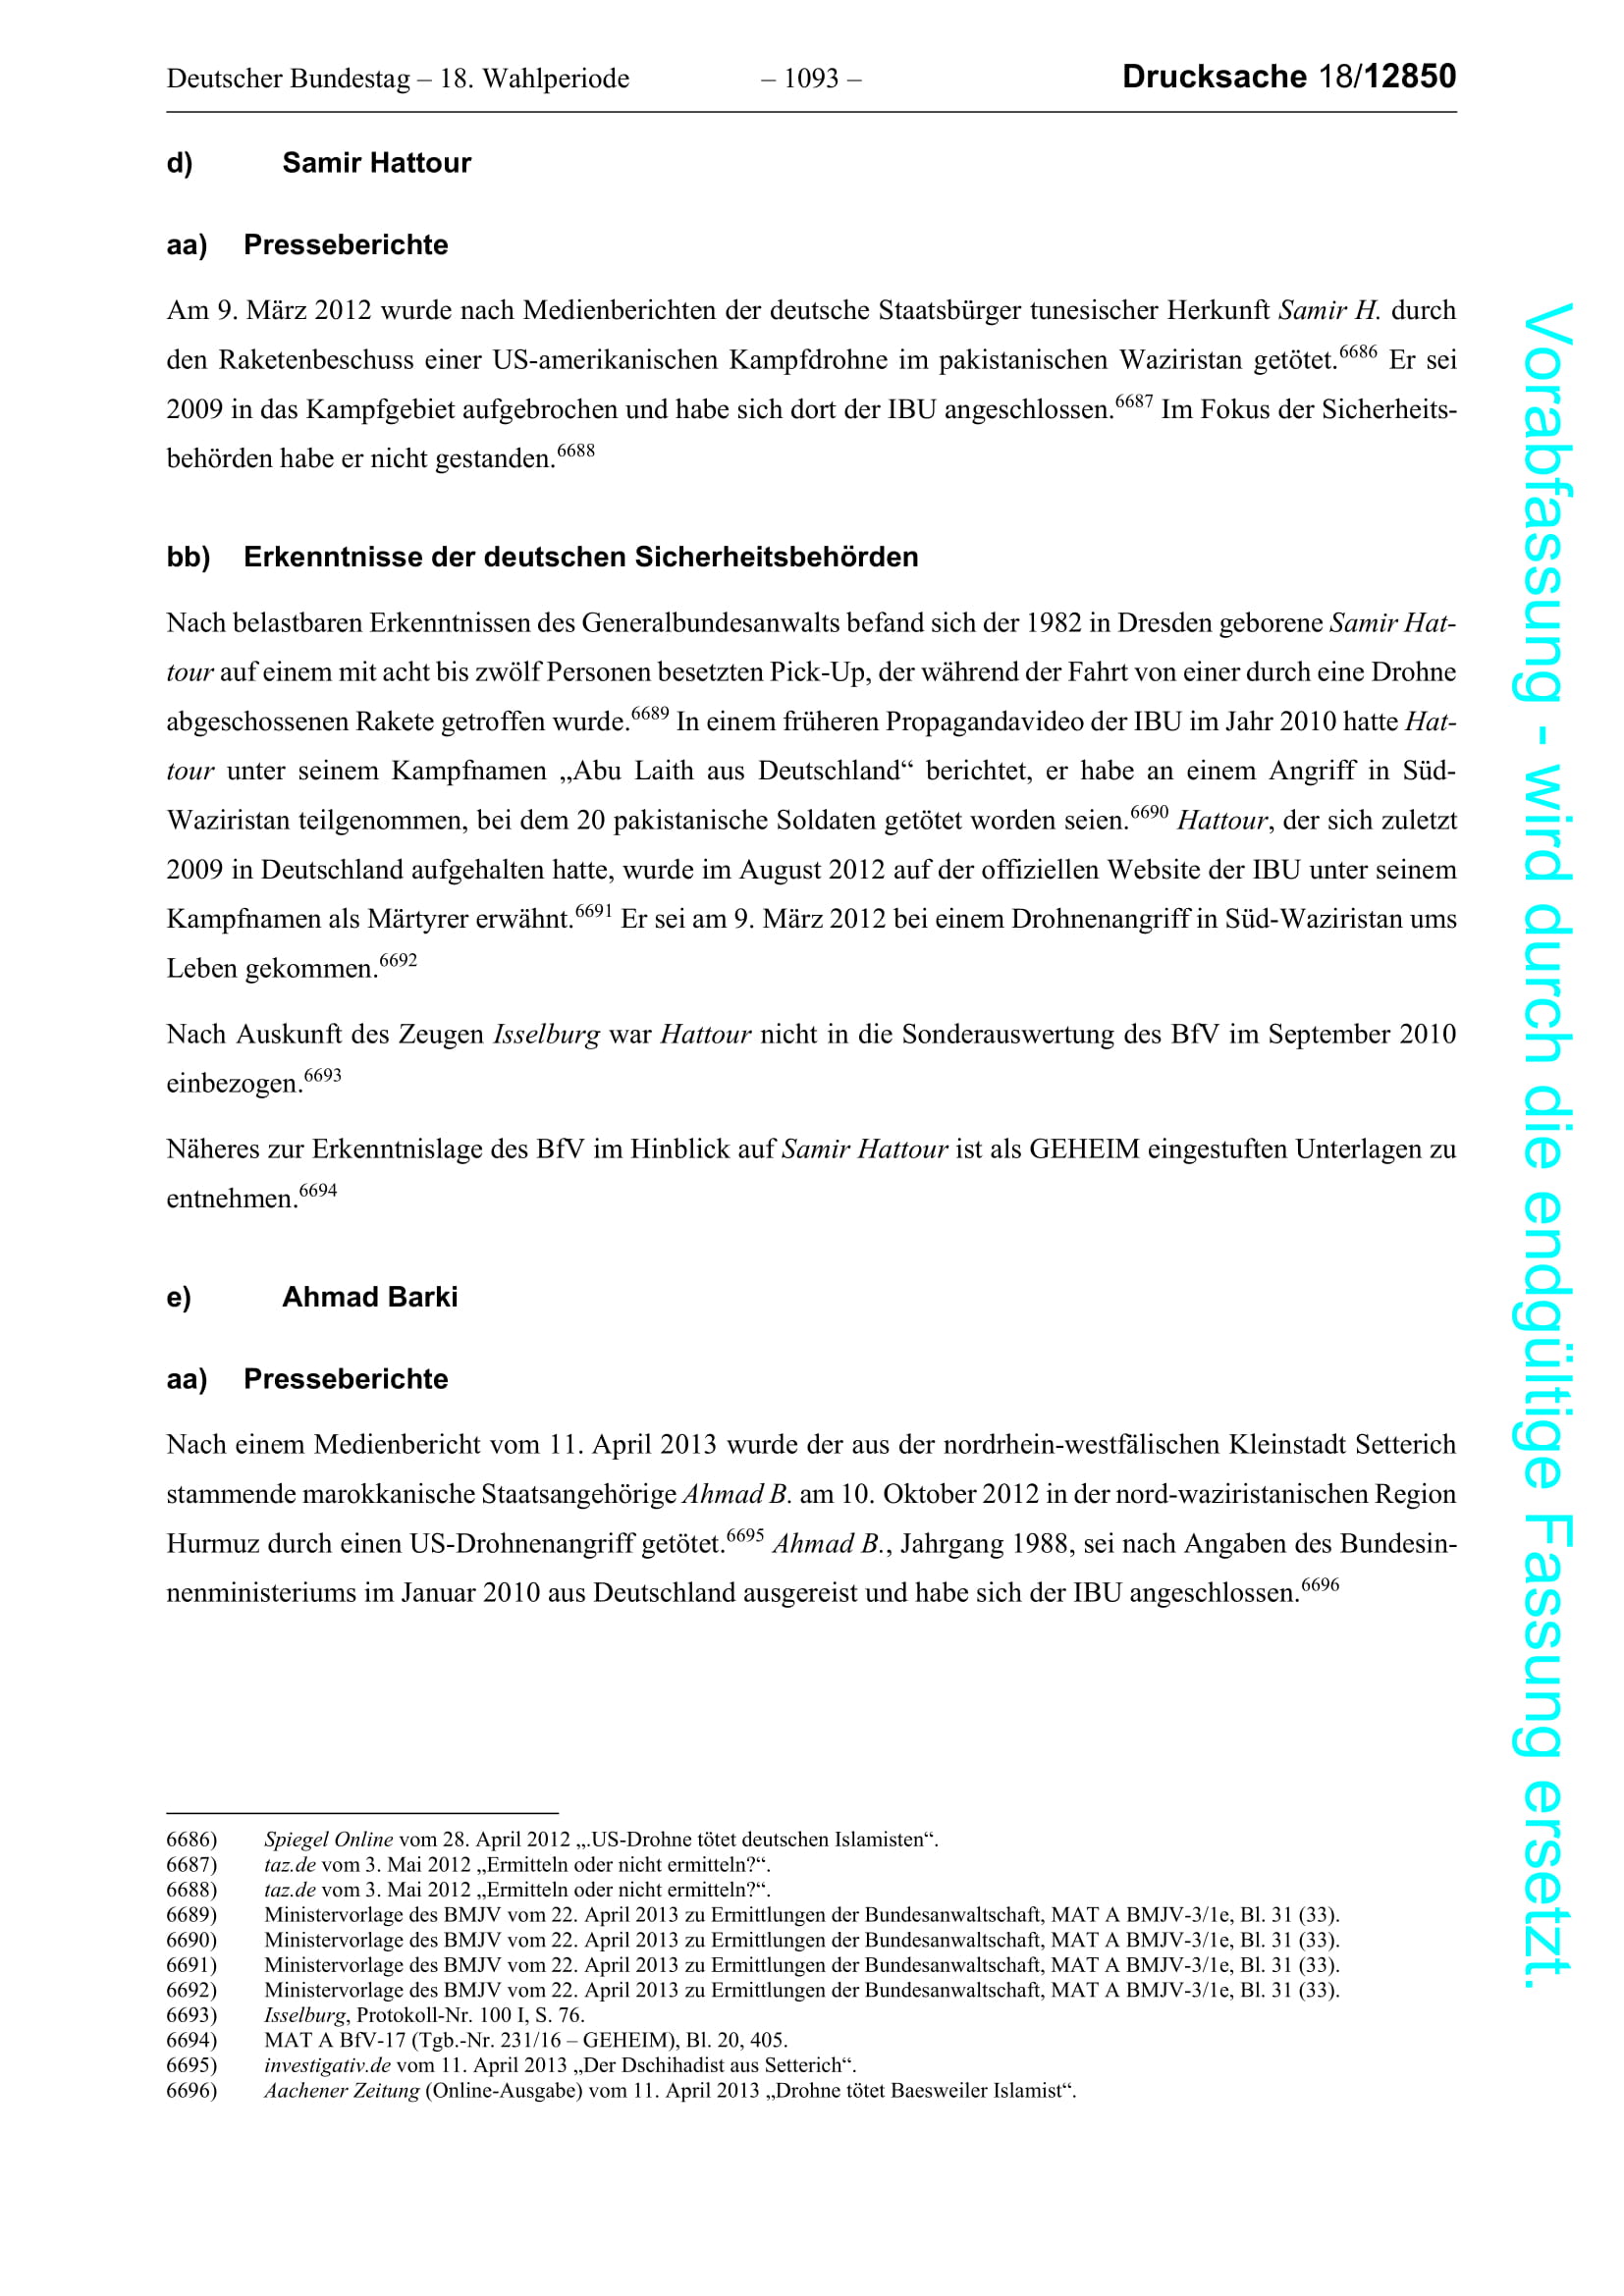 Deutscher Bundestag – 18. Wahlperiode – 1093 – Drucksache 18/12850
d) Samir Hattour
aa) Presseberichte
Am 9. März 2012 wurde nach Medienberichten der deutsche Staatsbürger tunesischer Herkunft Samir H. durch
den Raketenbeschuss einer US-amerikanischen Kampfdrohne im pakistanischen Waziristan getötet.6686 Er sei
2009 in das Kampfgebiet aufgebrochen und habe sich dort der IBU angeschlossen.6687 Im Fokus der Sicherheits-
behörden habe er nicht gestanden.6688
bb) Erkenntnisse der deutschen Sicherheitsbehörden
Nach belastbaren Erkenntnissen des Generalbundesanwalts befand sich der 1982 in Dresden geborene Samir Hat-
tour auf einem mit acht bis zwölf Personen besetzten Pick-Up, der während der Fahrt von einer durch eine Drohne
abgeschossenen Rakete getroffen wurde.6689 In einem früheren Propagandavideo der IBU im Jahr 2010 hatte Hat-
tour unter seinem Kampfnamen „Abu Laith aus Deutschland“ berichtet, er habe an einem Angriff in Süd-
Waziristan teilgenommen, bei dem 20 pakistanische Soldaten getötet worden seien.6690 Hattour, der sich zuletzt
2009 in Deutschland aufgehalten hatte, wurde im August 2012 auf der offiziellen Website der IBU unter seinem
Kampfnamen als Märtyrer erwähnt.6691 Er sei am 9. März 2012 bei einem Drohnenangriff in Süd-Waziristan ums
Leben gekommen.6692
Nach Auskunft des Zeugen Isselburg war Hattour nicht in die Sonderauswertung des BfV im September 2010
einbezogen.6693
Näheres zur Erkenntnislage des BfV im Hinblick auf Samir Hattour ist als GEHEIM eingestuften Unterlagen zu
entnehmen.6694
e) Ahmad Barki
aa) Presseberichte
Nach einem Medienbericht vom 11. April 2013 wurde der aus der nordrhein-westfälischen Kleinstadt Setterich
stammende marokkanische Staatsangehörige Ahmad B. am 10. Oktober 2012 in der nord-waziristanischen Region
Hurmuz durch einen US-Drohnenangriff getötet.6695 Ahmad B., Jahrgang 1988, sei nach Angaben des Bundesin-
nenministeriums im Januar 2010 aus Deutschland ausgereist und habe sich der IBU angeschlossen.6696
6686) Spiegel Online vom 28. April 2012 „.US-Drohne tötet deutschen Islamisten“.
6687) taz.de vom 3. Mai 2012 „Ermitteln oder nicht ermitteln?“.
6688) taz.de vom 3. Mai 2012 „Ermitteln oder nicht ermitteln?“.
6689) Ministervorlage des BMJV vom 22. April 2013 zu Ermittlungen der Bundesanwaltschaft, MAT A BMJV-3/1e, Bl. 31 (33).
6690) Ministervorlage des BMJV vom 22. April 2013 zu Ermittlungen der Bundesanwaltschaft, MAT A BMJV-3/1e, Bl. 31 (33).
6691) Ministervorlage des BMJV vom 22. April 2013 zu Ermittlungen der Bundesanwaltschaft, MAT A BMJV-3/1e, Bl. 31 (33).
6692) Ministervorlage des BMJV vom 22. April 2013 zu Ermittlungen der Bundesanwaltschaft, MAT A BMJV-3/1e, Bl. 31 (33).
6693) Isselburg, Protokoll-Nr. 100 I, S. 76.
6694) MAT A BfV-17 (Tgb.-Nr. 231/16 – GEHEIM), Bl. 20, 405.
6695) investigativ.de vom 11. April 2013 „Der Dschihadist aus Setterich“.
6696) Aachener Zeitung (Online-Ausgabe) vom 11. April 2013 „Drohne tötet Baesweiler Islamist“.
Vorabfassung - wird durch die endgültige Fassung ersetzt.